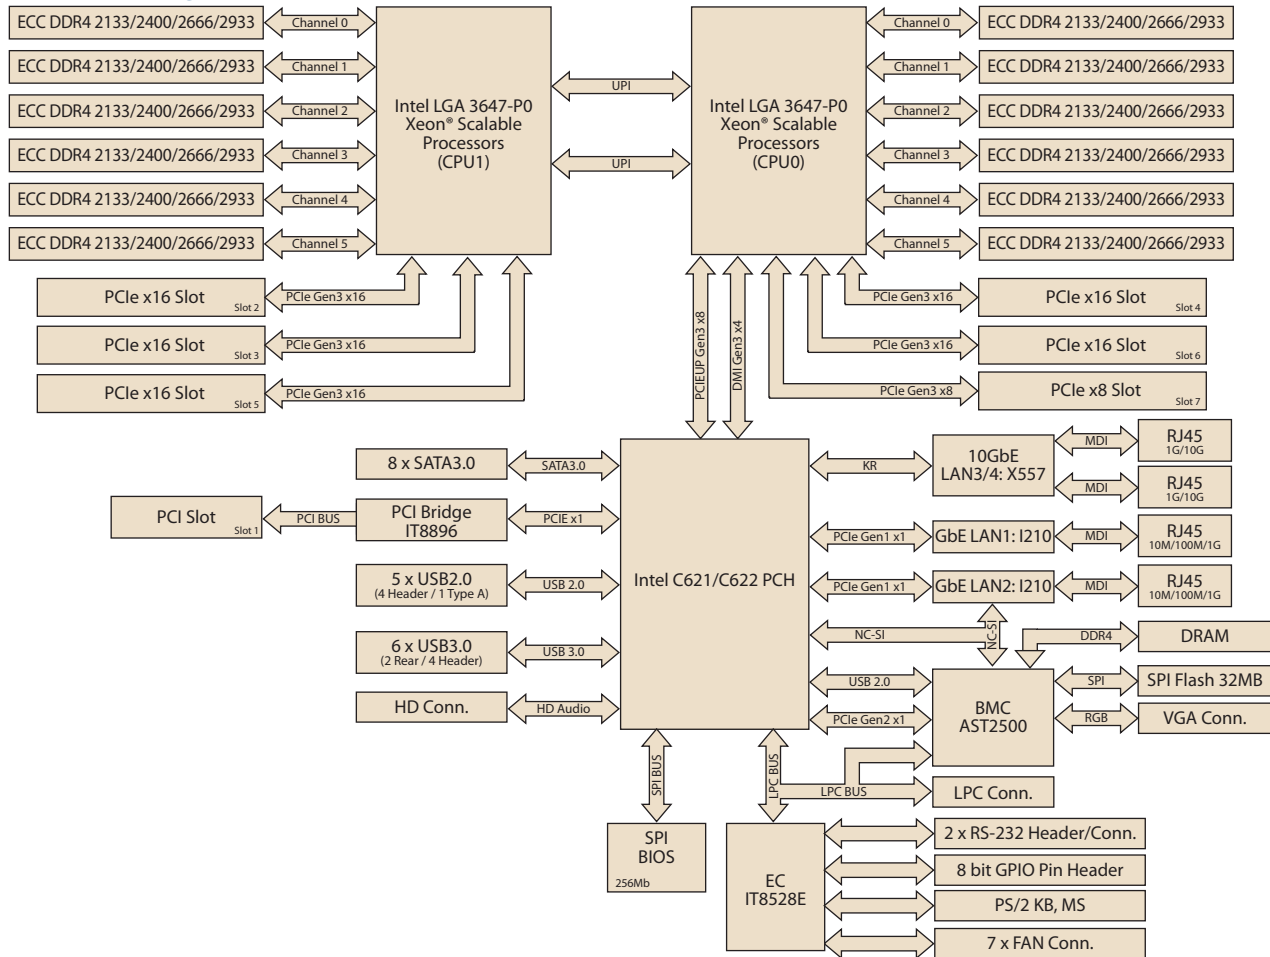 ECC DDR4 2133/2400/2666/2933
Channel 0
ECC DDR4 2133/2400/2666/2933
Channel 1
ECC DDR4 2133/2400/2666/2933
Channel 2
ECC DDR4 2133/2400/2666/2933
Channel 3
ECC DDR4 2133/2400/2666/2933
Channel 4
ECC DDR4 2133/2400/2666/2933
Channel 5
Intel LGA 3647-P0
Xeon® Scalable
Processors
(CPU1)
UPI
UPI
Intel LGA 3647-P0
Xeon® Scalable
Processors
(CPU0)
Channel 0
ECC DDR4 2133/2400/2666/2933
Channel 1
ECC DDR4 2133/2400/2666/2933
Channel 2
ECC DDR4 2133/2400/2666/2933
Channel 3
ECC DDR4 2133/2400/2666/2933
Channel 4
ECC DDR4 2133/2400/2666/2933
Channel 5
ECC DDR4 2133/2400/2666/2933
PCIe x16 Slot
Slot 2
PCIe Gen3 x16
PCIe x16 Slot
Slot 3
PCIe Gen3 x16
PCIe x16 Slot
Slot 5
PCIe Gen3 x16
PCIEUP Gen3 x8
DMI Gen3 x4
PCIe Gen3 x16
PCIe x16 Slot
Slot 4
PCIe Gen3 x16
PCIe x16 Slot
Slot 6
PCIe Gen3 x8
PCIe x8 Slot
Slot 7
8 x SATA3.0
SATA3.0
PCI Slot
Slot 1
PCI BUS
PCI Bridge
IT8896
PCIE x1
5 x USB2.0
(4 Header / 1 Type A)
USB 2.0
6 x USB3.0
(2 Rear / 4 Header)
USB 3.0
HD Conn.
HD Audio
Intel C621/C622 PCH
KR
10GbE
LAN3/4: X557
MDI
RJ45
1G/10G
MDI
RJ45
1G/10G
PCIe Gen1 x1
GbE LAN1: I210
MDI
RJ45
10M/100M/1G
PCIe Gen1 x1
GbE LAN2: I210
MDI
RJ45
10M/100M/1G
NC-SI
NC-SI
DDR4
DRAM
USB 2.0
PCIe Gen2 x1
BMC
AST2500
SPI
SPI Flash 32MB
RGB
VGA Conn.
SPI BUS
LPC BUS
LPC BUS
LPC Conn.
SPI
BIOS
256Mb
EC
IT8528E
2 x RS-232 Header/Conn.
8 bit GPIO Pin Header
PS/2 KB, MS
7 x FAN Conn.